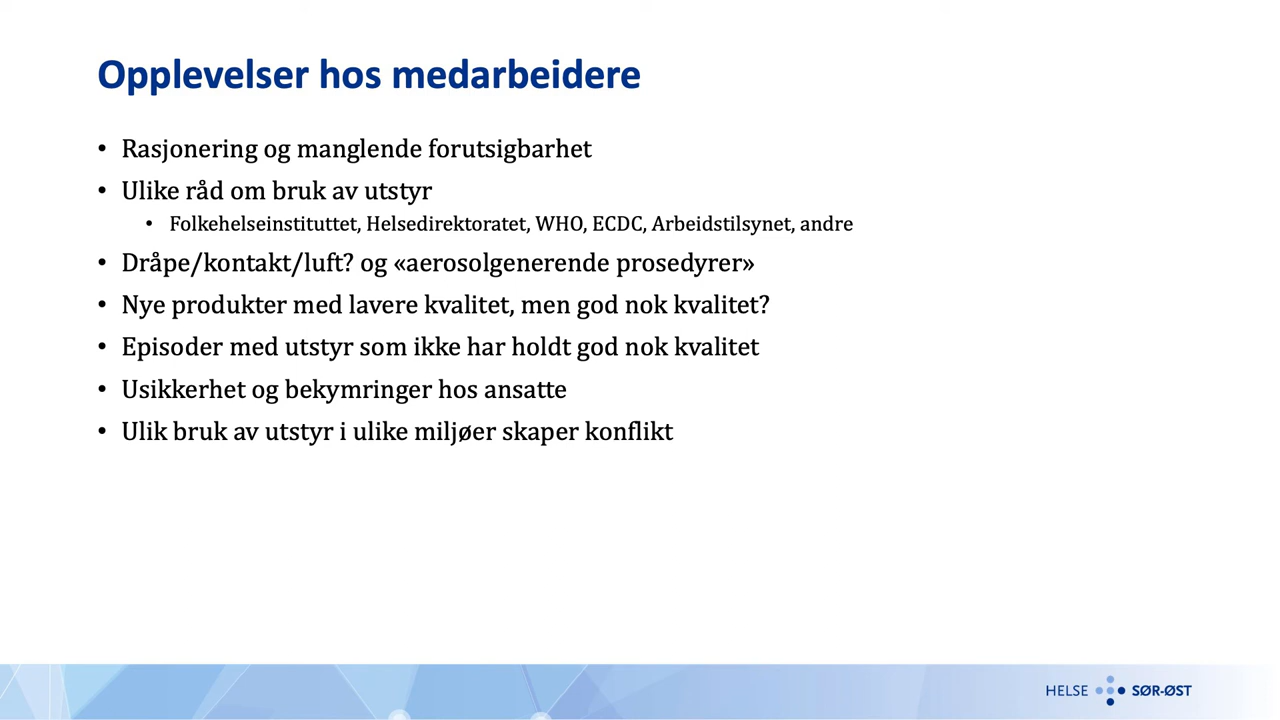 Opplevelser hos medarbeidere
• Rasjonering og manglende forutsigbarhet
• Ulike råd om bruk av utstyr
• Folkehelseinstituttet, Helsedirektoratet, WHO, ECDC, Arbeidstilsynet, andre
• Dråpe/kontakt/luft? og «aerosolgenerende prosedyrer»
• Nye produkter med lavere kvalitet, men god nok kvalitet?
• Episoder med utstyr som ikke har holdt god nok kvalitet
• Usikkerhet og bekymringer hos ansatte
• Ulik bruk av utstyr i ulike miljøer skaper konflikt
HELSE SØR-ØST